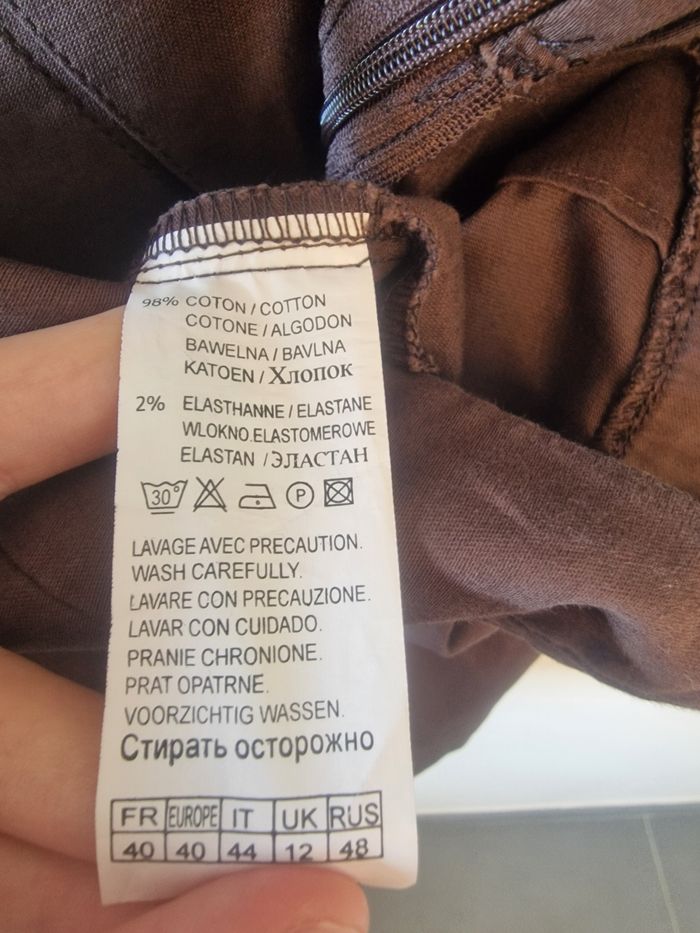 98% COTON / COTTON
COTONE / ALGODON
BAWELNA / BAVLNA
KATOEN / Хлопок
2% ELASTHANNE / ELASTANE
WLOKNO.ELASTOMEROWE
ELASTAN / ЭЛАСТАН
30° P
LAVAGE AVEC PRECAUTION.
WASH CAREFULLY.
LAVARE CON PRECAUZIONE.
LAVAR CON CUIDADO.
PRANIE CHRONIONE.
PRAT OPATRNE.
VOORZICHTIG WASSEN.
Стирать осторожно
FR EUROPE IT UK RUS
40 40 44 12 48